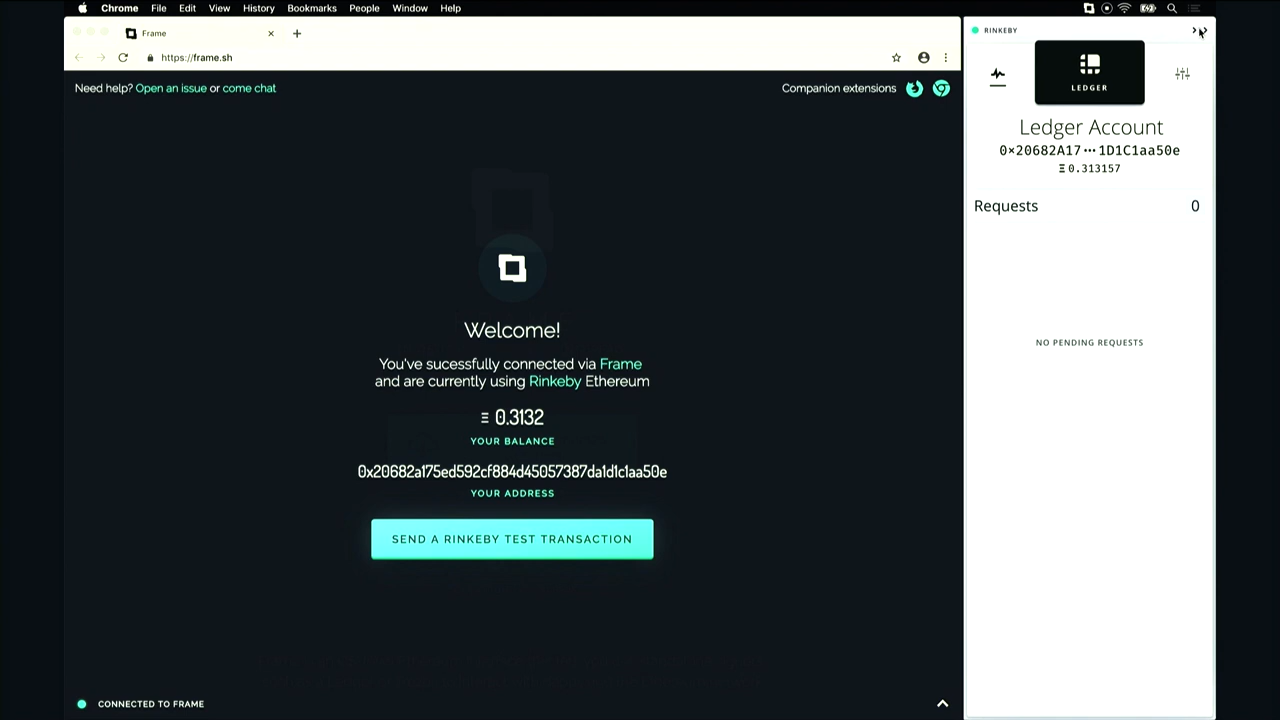 Chrome File Edit View History Bookmarks People Window Help
Frame
https://frame.sh
Need help? Open an issue or come chat
Companion extensions
Welcome!
You've sucessfully connected via Frame
and are currently using Rinkeby Ethereum
Ξ 0.3132
YOUR BALANCE
0x20682a175ed592cf884d45057387da1d1c1aa50e
YOUR ADDRESS
SEND A RINKEBY TEST TRANSACTION
CONNECTED TO FRAME
RINKEBY
LEDGER
Ledger Account
0×20682A17···1D1C1aa50e
Ξ 0.313157
Requests 0
NO PENDING REQUESTS